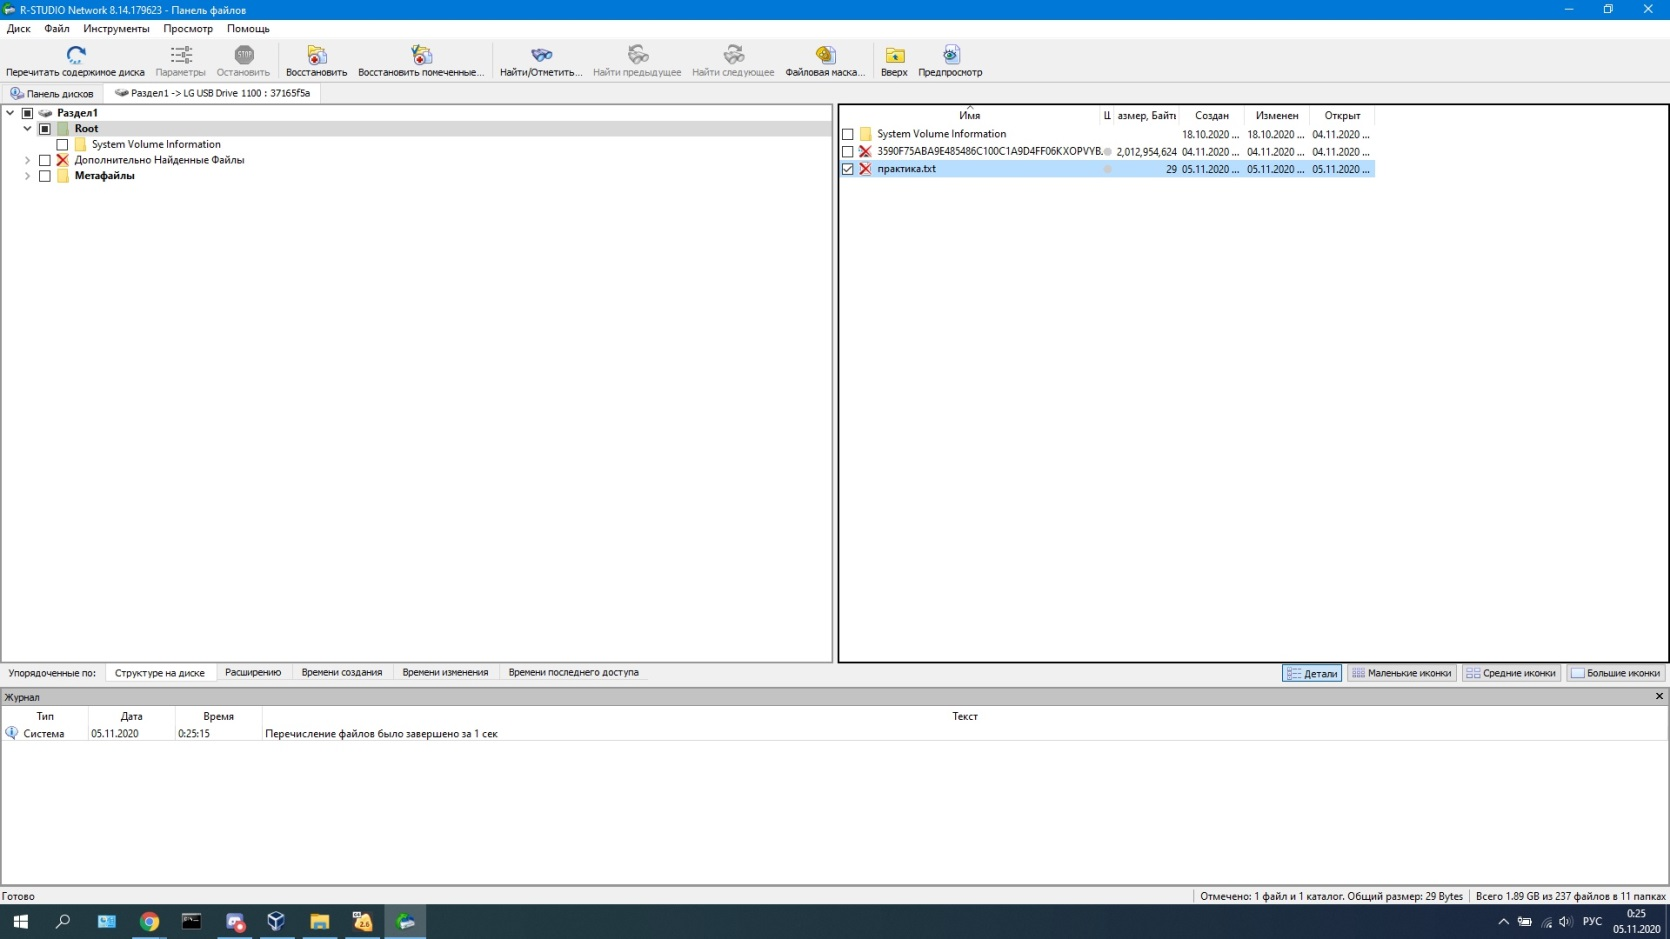 R-STUDIO Network 8.14.179623 - Панель файлов
Диск Файл Инструменты Просмотр Помощь
Перечитать содержимое диска Параметры Остановить Восстановить Восстановить помеченные... Найти/Отметить... Найти предыдущее Найти следующее Файловая маска... Вверх Предпросмотр
Панель дисков Раздел1 -> LG USB Drive 1100 : 37165f5a
Раздел1
Root
System Volume Information
Дополнительно Найденные Файлы
Метафайлы
Имя Ц азмер, Байты Создан Изменен Открыт
System Volume Information 18.10.2020 ... 18.10.2020 ... 04.11.2020 ...
3590F75ABA9E485486C100C1A9D4FF06KXOPVYB. 2,012,954,624 04.11.2020 ... 04.11.2020 ... 04.11.2020 ...
практика.txt 29 05.11.2020 ... 05.11.2020 ... 05.11.2020 ...
Упорядоченные по: Структуре на диске Расширению Времени создания Времени изменения Времени последнего доступа
Детали Маленькие иконки Средние иконки Большие иконки
Журнал
Тип Дата Время Текст
Система 05.11.2020 0:25:15 Перечисление файлов было завершено за 1 сек
Готово Отмечено: 1 файл и 1 каталог. Общий размер: 29 Bytes Всего 1.89 GB из 237 файлов в 11 папках
РУС 0:25
05.11.2020